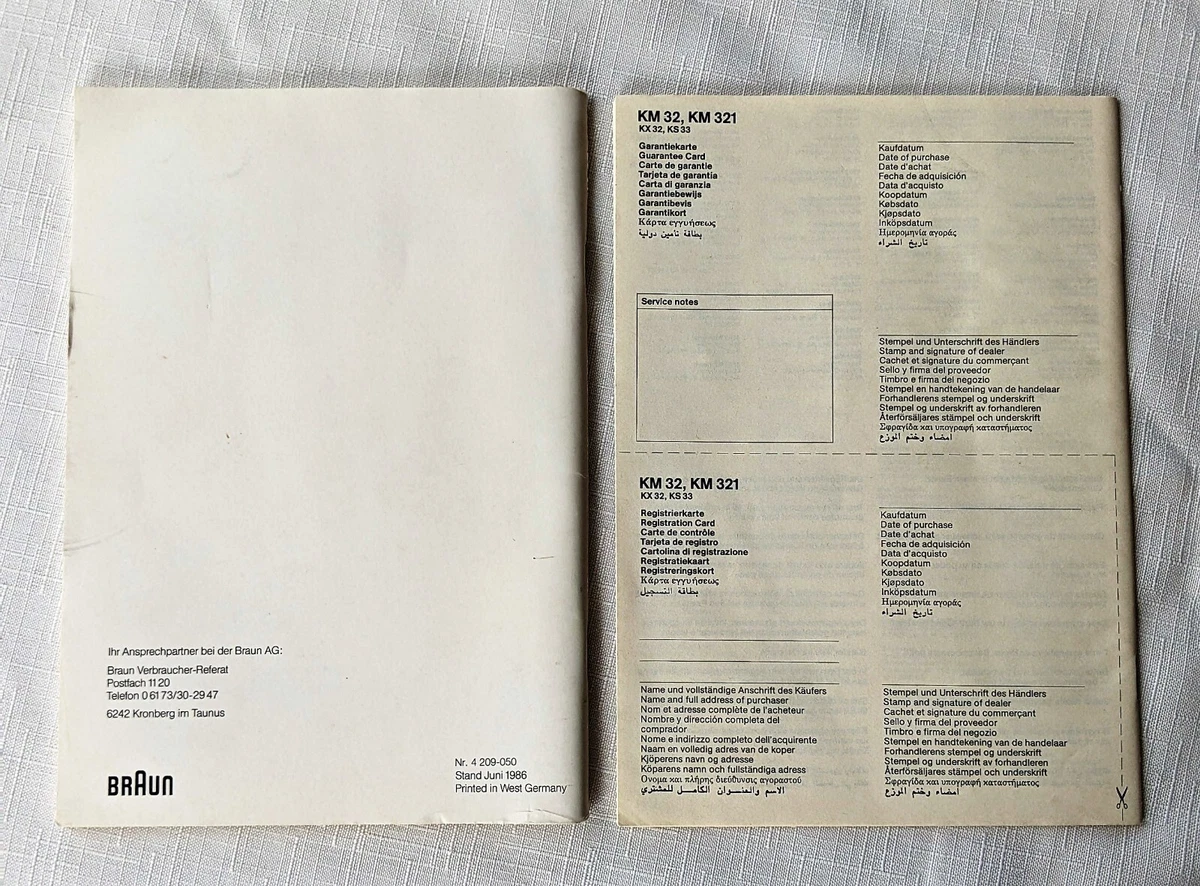 Ihr Ansprechpartner bei der Braun AG:
Braun Verbraucher-Referat
Postfach 11 20
Telefon 0 61 73/30-29 47
6242 Kronberg im Taunus
BRAUN
Nr. 4 209-050
Stand Juni 1986
Printed in West Germany
KM 32, KM 321
KX 32, KS 33
Garantiekarte
Guarantee Card
Carte de garantie
Tarjeta de garantia
Carta di garanzia
Garantiebewijs
Garantibevis
Garantikort
Κάρτα εγγυήσεως
بطاقة تأمين دولية
Kaufdatum
Date of purchase
Date d'achat
Fecha de adquisición
Data d'acquisto
Koopdatum
Købsdato
Kjøpsdato
Inköpsdatum
Ημερομηνία αγοράς
تاريخ الشراء
Service notes
Stempel und Unterschrift des Händlers
Stamp and signature of dealer
Cachet et signature du commerçant
Sello y firma del proveedor
Timbro e firma del negozio
Stempel en handtekening van de handelaar
Forhandlerens stempel og underskrift
Stempel og underskrift av forhandleren
Återförsäljares stämpel och underskrift
Σφραγίδα και υπογραφή καταστήματος
امضاء وختم الموزع
KM 32, KM 321
KX 32, KS 33
Registrierkarte
Registration Card
Carte de contrôle
Tarjeta de registro
Cartolina di registrazione
Registratiekaart
Registreringskort
Κάρτα εγγυήσεως
بطاقة التسجيل
Kaufdatum
Date of purchase
Date d'achat
Fecha de adquisición
Data d'acquisto
Koopdatum
Købsdato
Kjøpsdato
Inköpsdatum
Ημερομηνία αγοράς
تاريخ الشراء
Name und vollständige Anschrift des Käufers
Name and full address of purchaser
Nom et adresse complète de l'acheteur
Nombre y dirección completa del
comprador
Nome e indirizzo completo dell'acquirente
Naam en volledig adres van de koper
Kjöperens navn og adresse
Köparens namn och fullständiga adress
Ονομα και πλήρης διεύθυνσις αγοραστού
الاسم والعنوان الكامل للمشتري
Stempel und Unterschrift des Händlers
Stamp and signature of dealer
Cachet et signature du commerçant
Sello y firma del proveedor
Timbro e firma del negozio
Stempel en handtekening van de handelaar
Forhandlerens stempel og underskrift
Stempel og underskrift av forhandleren
Återförsäljares stämpel och underskrift
Σφραγίδα και υπογραφή καταστήματος
امضاء وختم الموزع